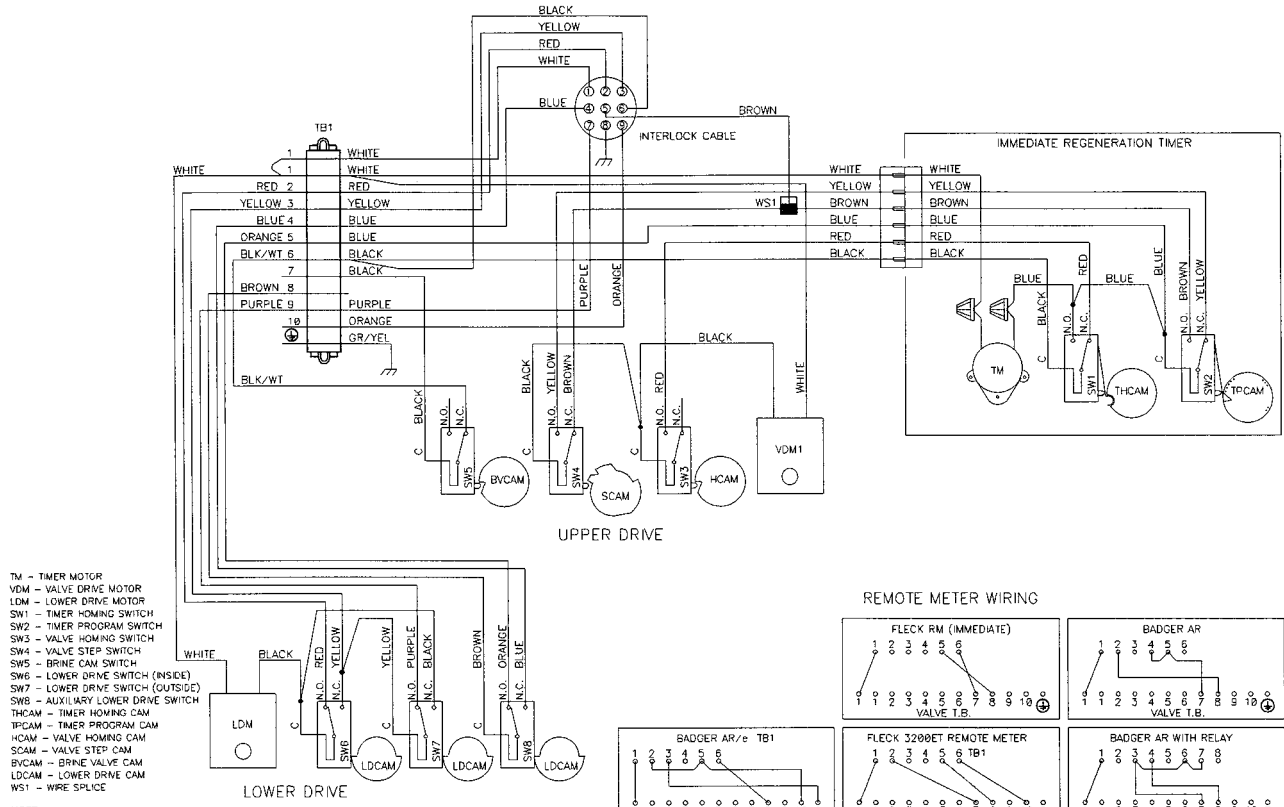 BLACK
YELLOW
RED
WHITE
BLUE
1 2 3
4 5 6
7 8 9
BROWN
INTERLOCK CABLE
TB1
WHITE
1 WHITE
1 WHITE
RED 2 RED
YELLOW 3 YELLOW
BLUE 4 BLUE
ORANGE 5 BLUE
BLK/WT 6 BLACK
7 BLACK
BROWN 8
PURPLE 9 PURPLE
10 ORANGE
GR/YEL
BLK/WT
PURPLE
ORANGE
WS1
IMMEDIATE REGENERATION TIMER
WHITE WHITE
YELLOW YELLOW
BROWN BROWN
BLUE BLUE
RED RED
BLACK BLACK
BLUE
BLACK
N.O.
RED
N.C.
BLUE
BLUE
BROWN
N.O.
YELLOW
N.C.
TM
C
SW1
THCAM
C
SW2
TPCAM
BLACK
C
N.O.
N.C.
SW5
BVCAM
BLACK
C
YELLOW
N.O.
BROWN
N.C.
SW4
SCAM
BLACK
C
RED
N.O.
N.C.
SW3
HCAM
WHITE
VDM1
UPPER DRIVE
TM - TIMER MOTOR
VDM - VALVE DRIVE MOTOR
LDM - LOWER DRIVE MOTOR
SW1 - TIMER HOMING SWITCH
SW2 - TIMER PROGRAM SWITCH
SW3 - VALVE HOMING SWITCH
SW4 - VALVE STEP SWITCH
SW5 - BRINE CAM SWITCH
SW6 - LOWER DRIVE SWITCH (INSIDE)
SW7 - LOWER DRIVE SWITCH (OUTSIDE)
SW8 - AUXILIARY LOWER DRIVE SWITCH
THCAM - TIMER HOMING CAM
TPCAM - TIMER PROGRAM CAM
HCAM - VALVE HOMING CAM
SCAM - VALVE STEP CAM
BVCAM - BRINE VALVE CAM
LDCAM - LOWER DRIVE CAM
WS1 - WIRE SPLICE
WHITE
BLACK
LDM
C
N.O. RED
N.C. YELLOW
SW6
LDCAM
YELLOW
C
N.O. PURPLE
N.C. BLACK
SW7
LDCAM
BROWN
C
N.O. ORANGE
N.C. BLUE
SW8
LDCAM
LOWER DRIVE
REMOTE METER WIRING
FLECK RM (IMMEDIATE)
1 2 3 4 5 6
1 1 2 3 4 5 6 7 8 9 10
VALVE T.B.
BADGER AR
1 2 3 4 5 6
1 1 2 3 4 5 6 7 8 9 10
VALVE T.B.
BADGER AR/e TB1
1 2 3 4 5 6
FLECK 3200ET REMOTE METER
1 2 3 4 5 6 TB1
BADGER AR WITH RELAY
1 2 3 4 5 6 7 8